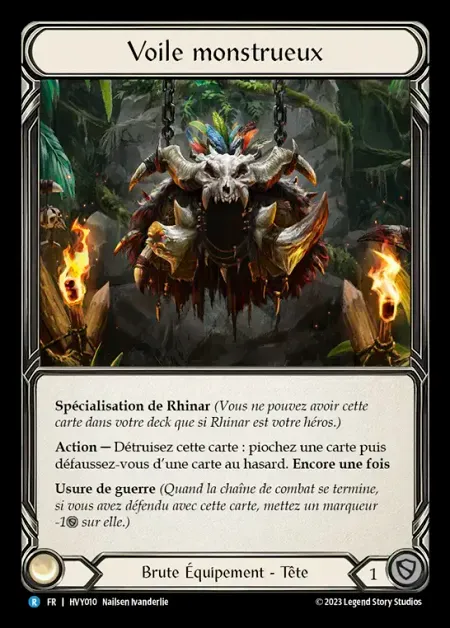 Voile monstrueux
Spécialisation de Rhinar (Vous ne pouvez avoir cette
carte dans votre deck que si Rhinar est votre héros.)
Action — Détruisez cette carte : piochez une carte puis
défaussez-vous d'une carte au hasard. Encore une fois
Usure de guerre (Quand la chaîne de combat se termine,
si vous avez défendu avec cette carte, mettez un marqueur
-1 sur elle.)
Brute Équipement - Tête
1
R FR | HVY010 Nailsen Ivanderlie
© 2023 Legend Story Studios